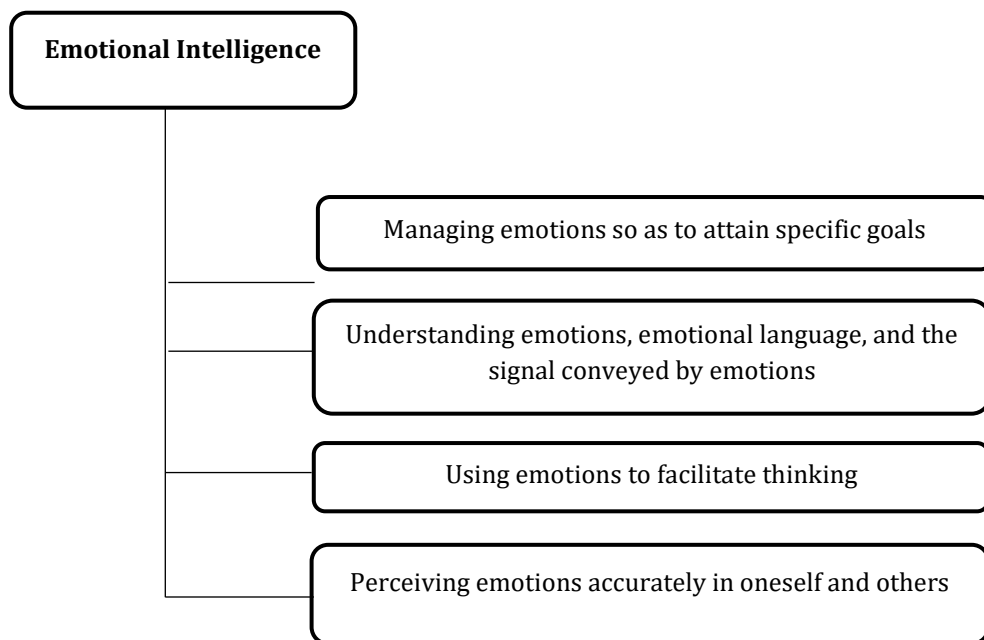 Emotional Intelligence
Managing emotions so as to attain specific goals
Understanding emotions, emotional language, and the
signal conveyed by emotions
Using emotions to facilitate thinking
Perceiving emotions accurately in oneself and others